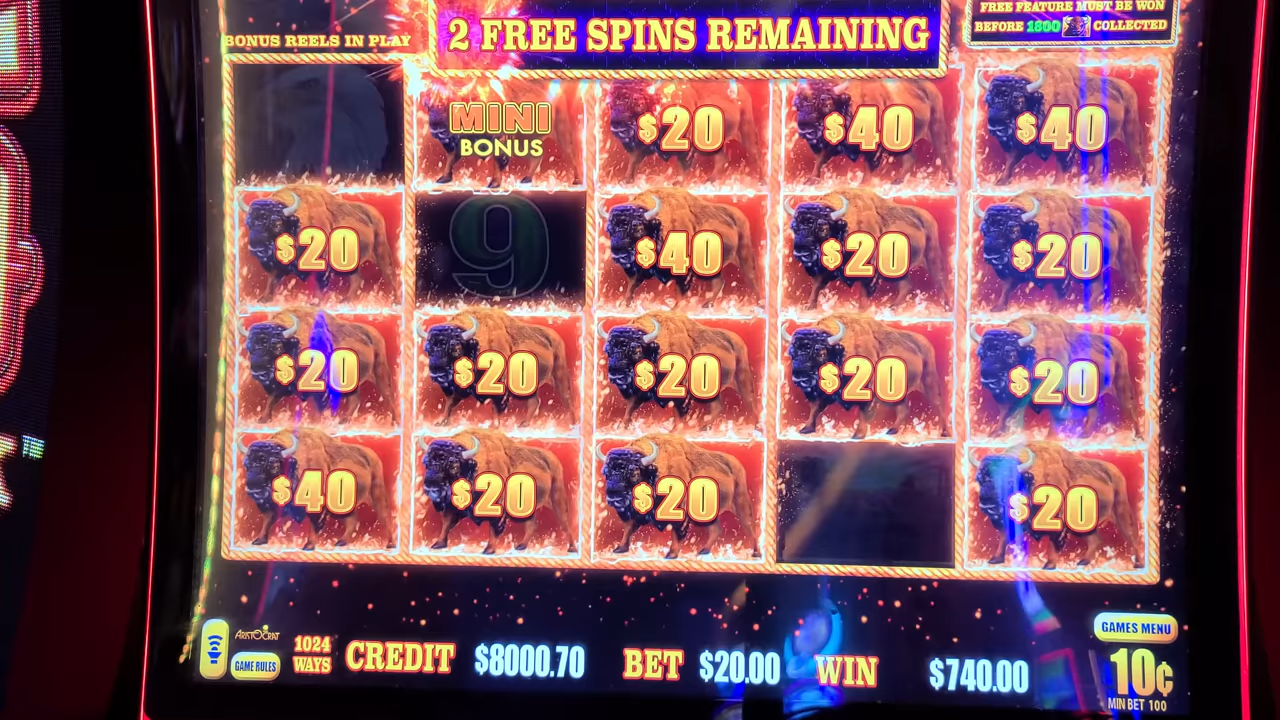 FREE FEATURE MUST BE WON
BEFORE 1800 COLLECTED
BONUS REELS IN PLAY
2 FREE SPINS REMAINING
MINI
BONUS
$20
$40
$40
$20
9
$40
$20
$20
$20
$20
$20
$20
$20
$40
$20
$20
$20
ARISTOCRAT
GAME RULES
1024
WAYS
CREDIT $8000.70 BET $20.00 WIN $740.00
GAMES MENU
10¢
MIN BET 100
TM